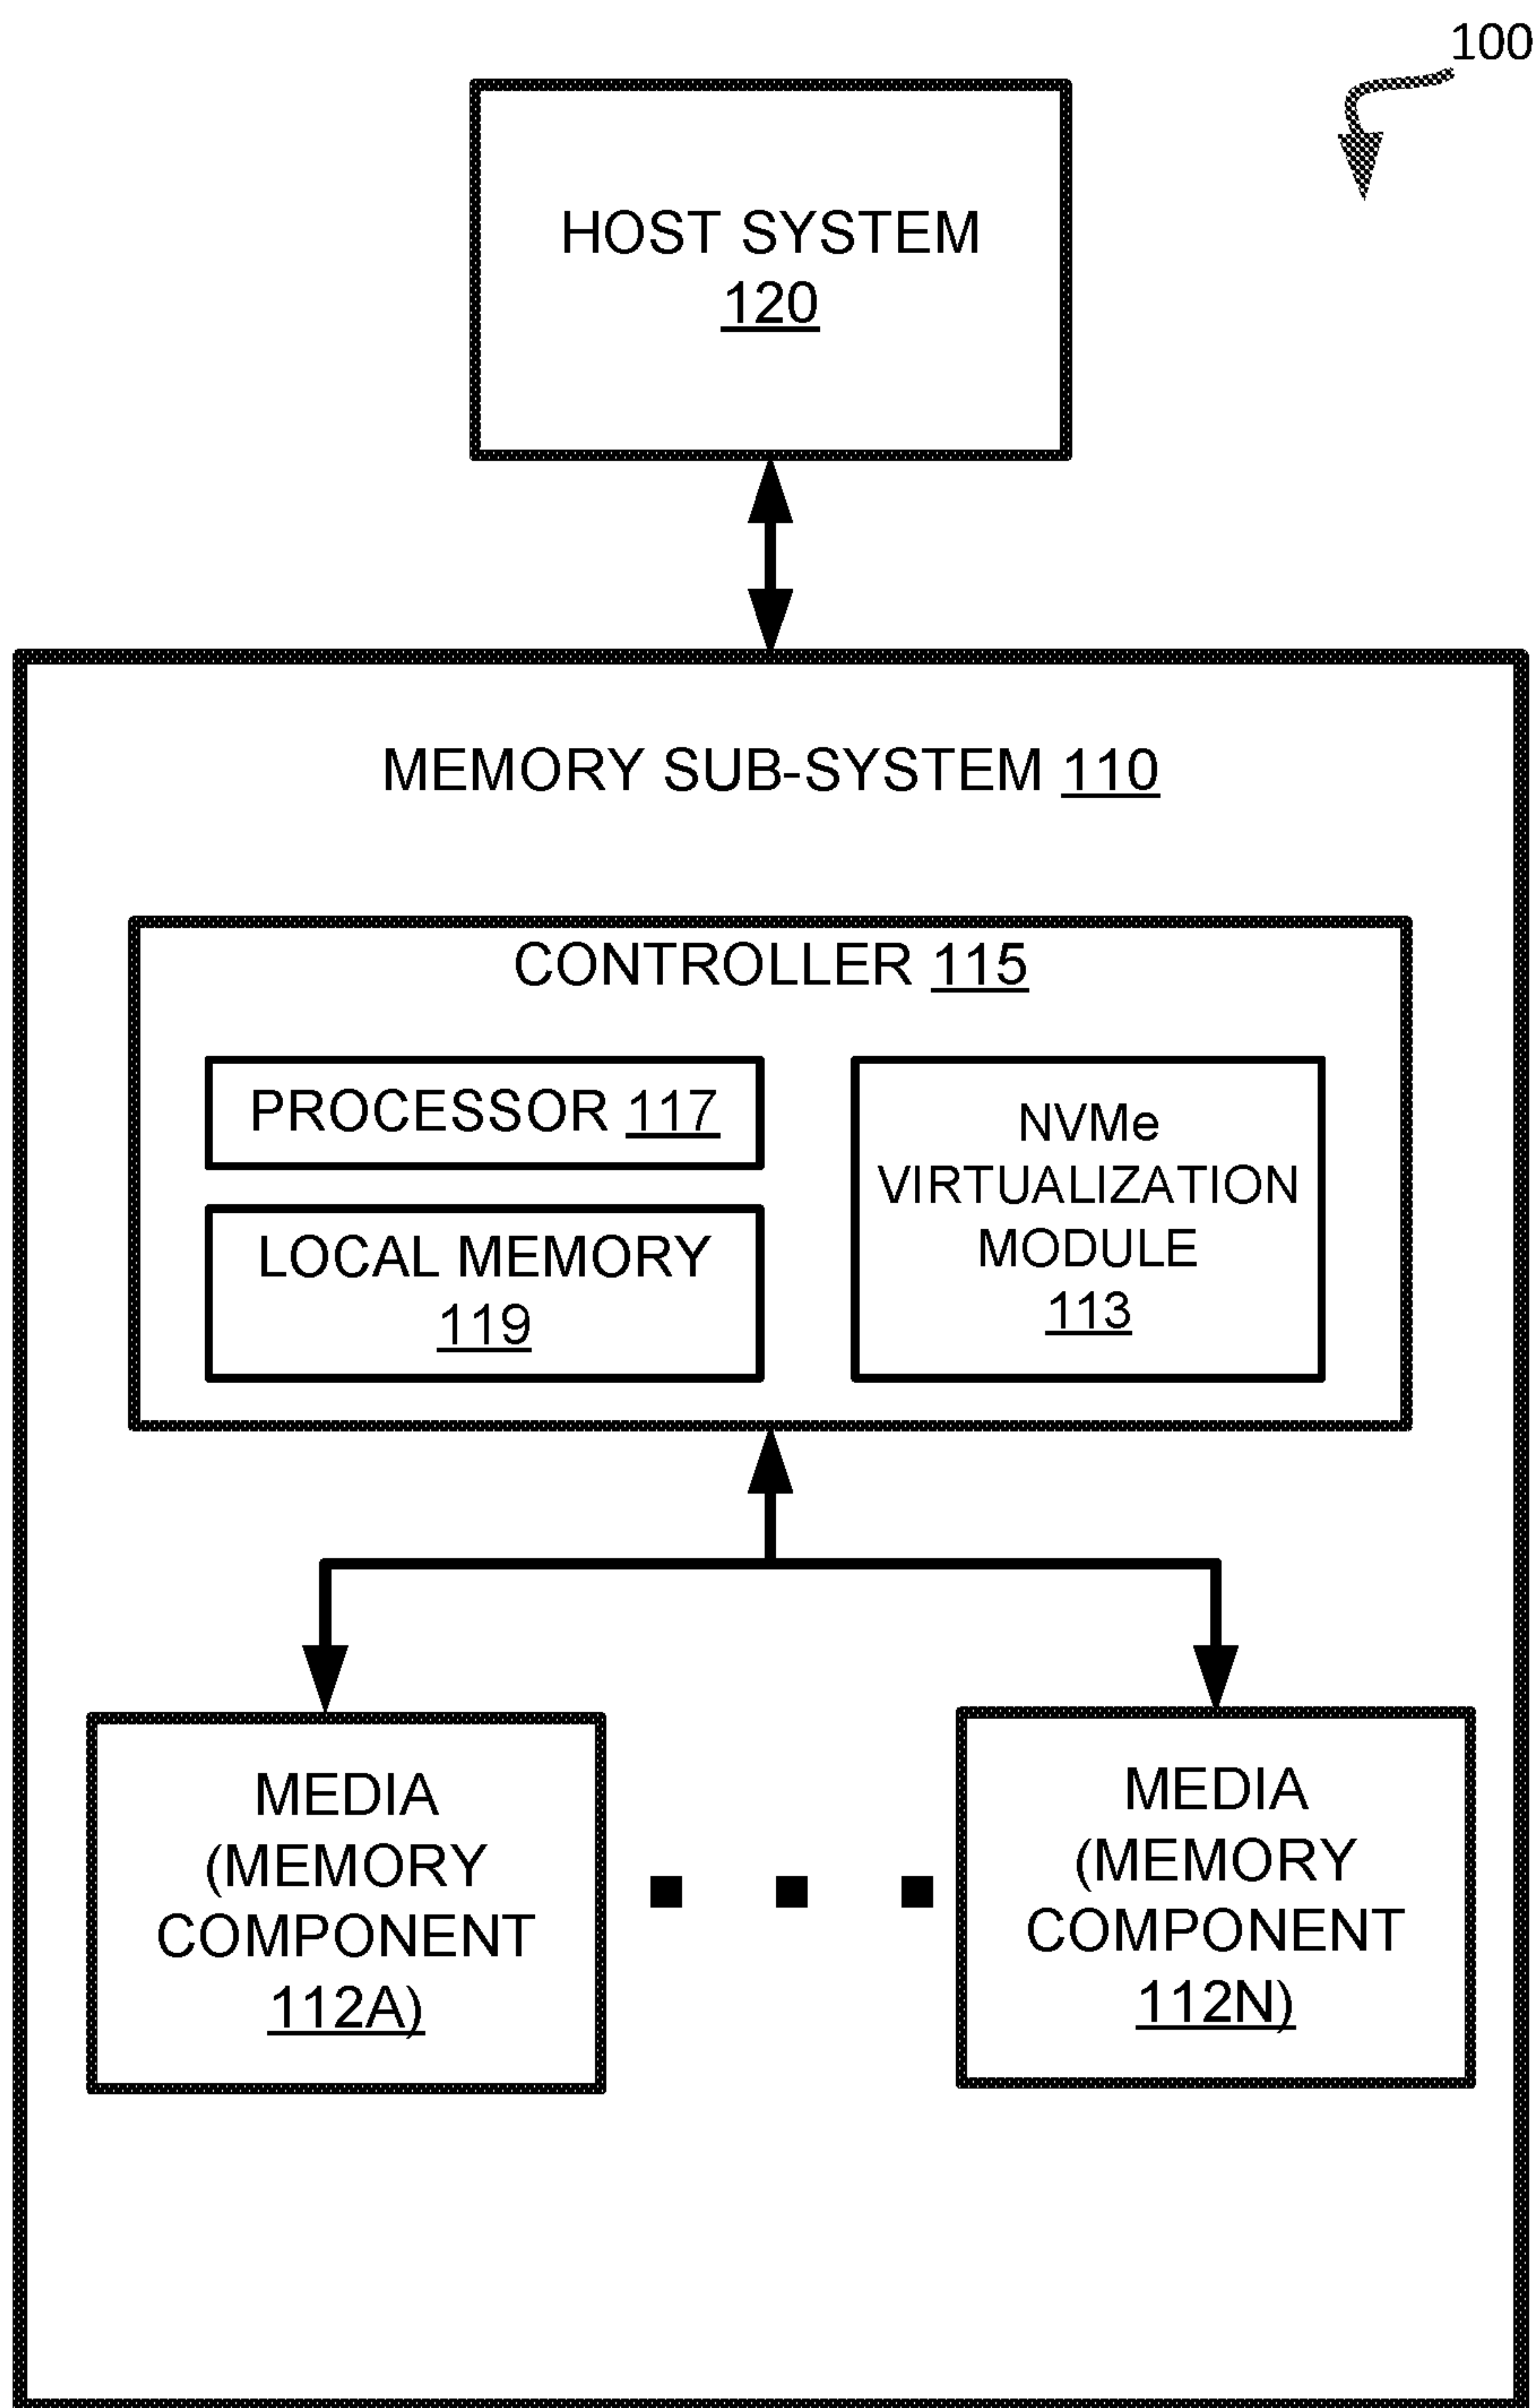 100
HOST SYSTEM
120
MEMORY SUB-SYSTEM 110
CONTROLLER 115
PROCESSOR 117
LOCAL MEMORY
119
NVMe
VIRTUALIZATION
MODULE
113
MEDIA
(MEMORY
COMPONENT
112A)
MEDIA
(MEMORY
COMPONENT
112N)